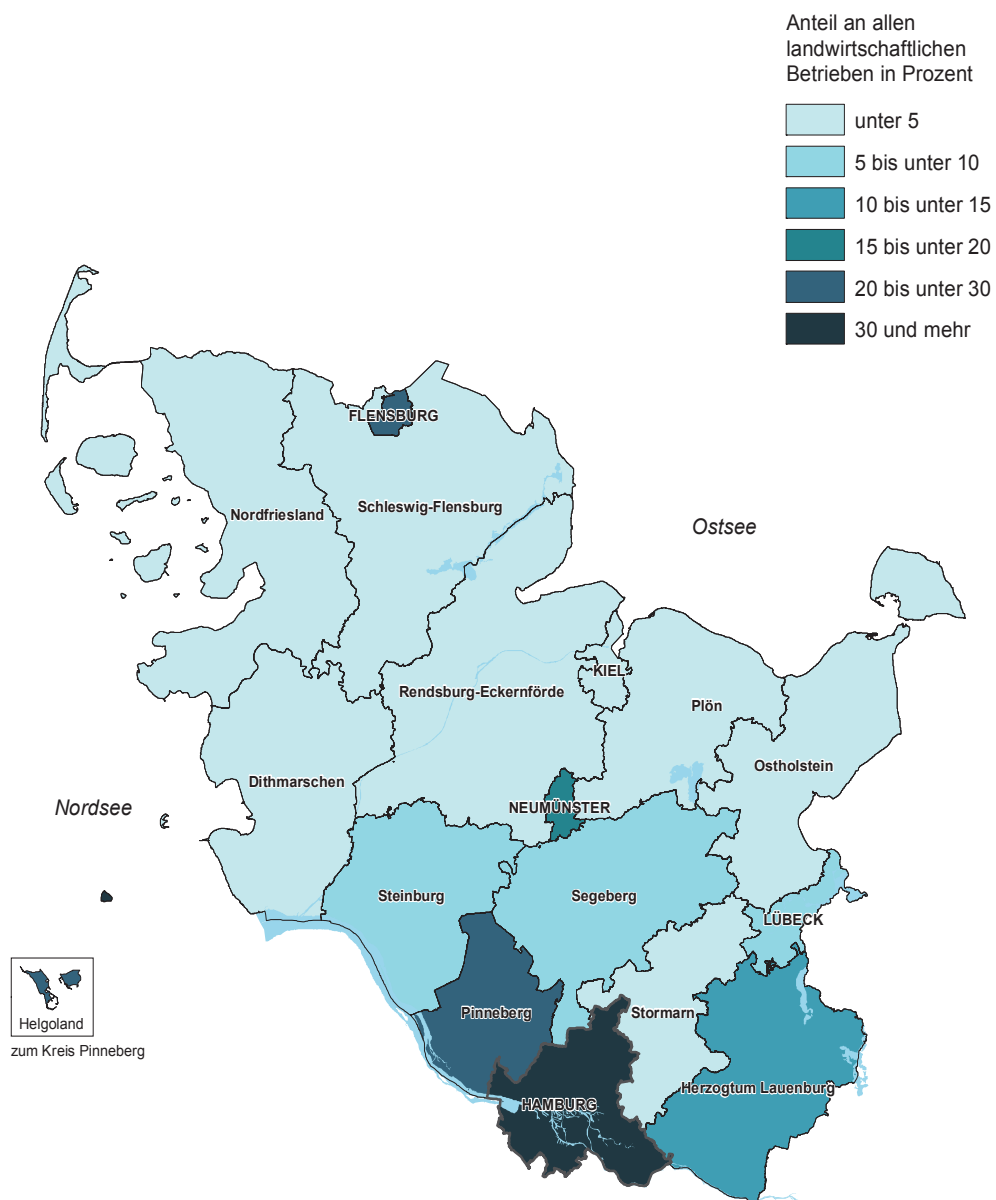 Anteil an allen
landwirtschaftlichen
Betrieben in Prozent
unter 5
5 bis unter 10
10 bis unter 15
15 bis unter 20
20 bis unter 30
30 und mehr
FLENSBURG
Nordfriesland
Schleswig-Flensburg
Ostsee
KIEL
Rendsburg-Eckernförde
Plön
Ostholstein
Dithmarschen
Nordsee
NEUMÜNSTER
Steinburg
Segeberg
LÜBECK
Helgoland
zum Kreis Pinneberg
Pinneberg
Stormarn
Herzogtum Lauenburg
HAMBURG